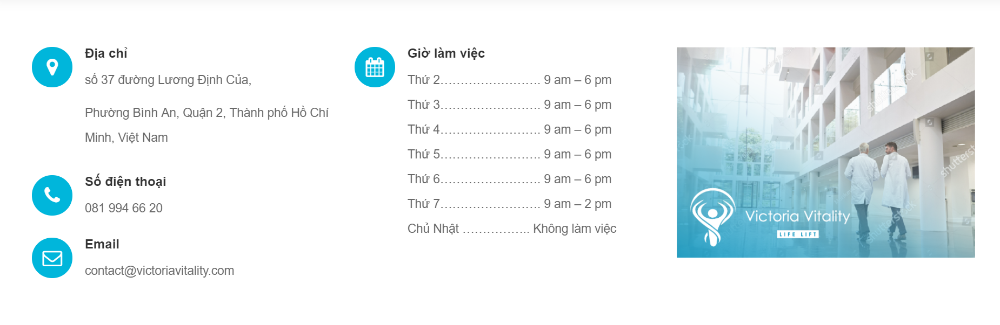 Địa chỉ
số 37 đường Lương Định Của,
Phường Bình An, Quận 2, Thành phố Hồ Chí
Minh, Việt Nam
Số điện thoại
081 994 66 20
Email
contact@victoriavitality.com
Giờ làm việc
Thứ 2……………………. 9 am – 6 pm
Thứ 3……………………. 9 am – 6 pm
Thứ 4……………………. 9 am – 6 pm
Thứ 5……………………. 9 am – 6 pm
Thứ 6……………………. 9 am – 6 pm
Thứ 7……………………. 9 am – 2 pm
Chủ Nhật …………….. Không làm việc
shutterstock
shutterstock
shutterst
shutterstock
Victoria Vitality
LIFE LIFT